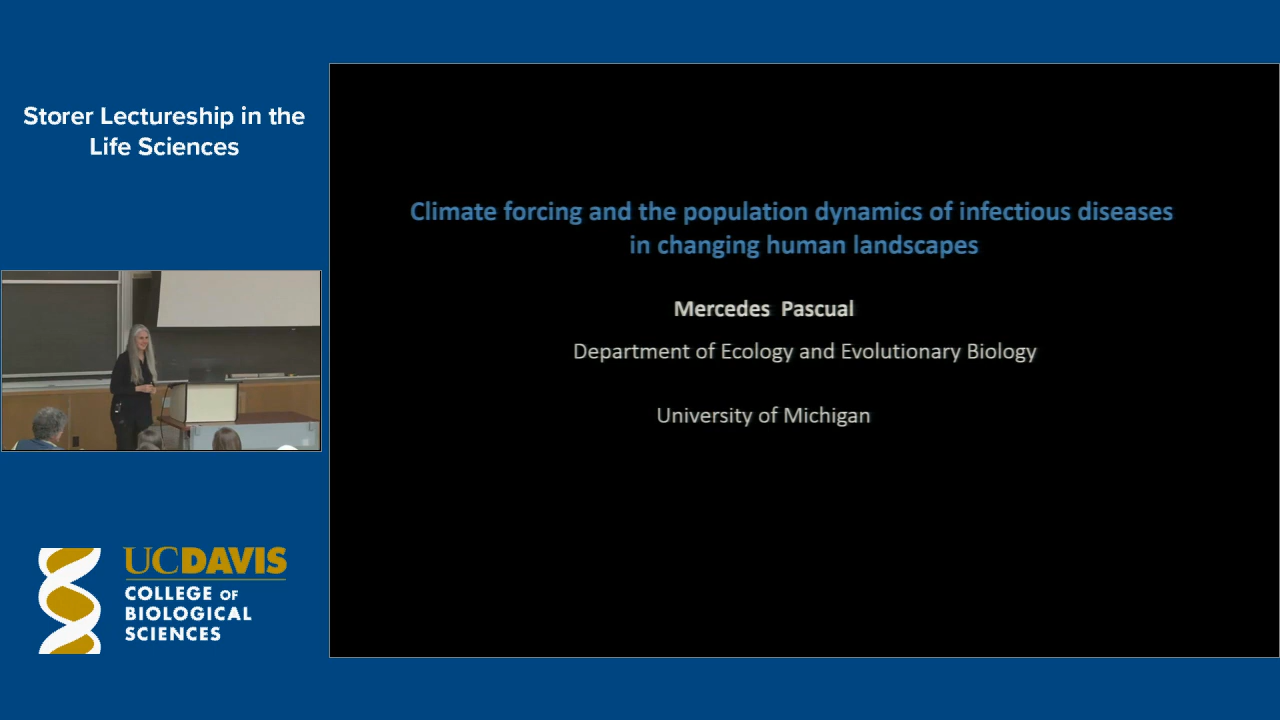 Storer Lectureship in the
Life Sciences
Climate forcing and the population dynamics of infectious diseases
in changing human landscapes
Mercedes Pascual
Department of Ecology and Evolutionary Biology
University of Michigan
UCDAVIS
COLLEGE OF
BIOLOGICAL
SCIENCES